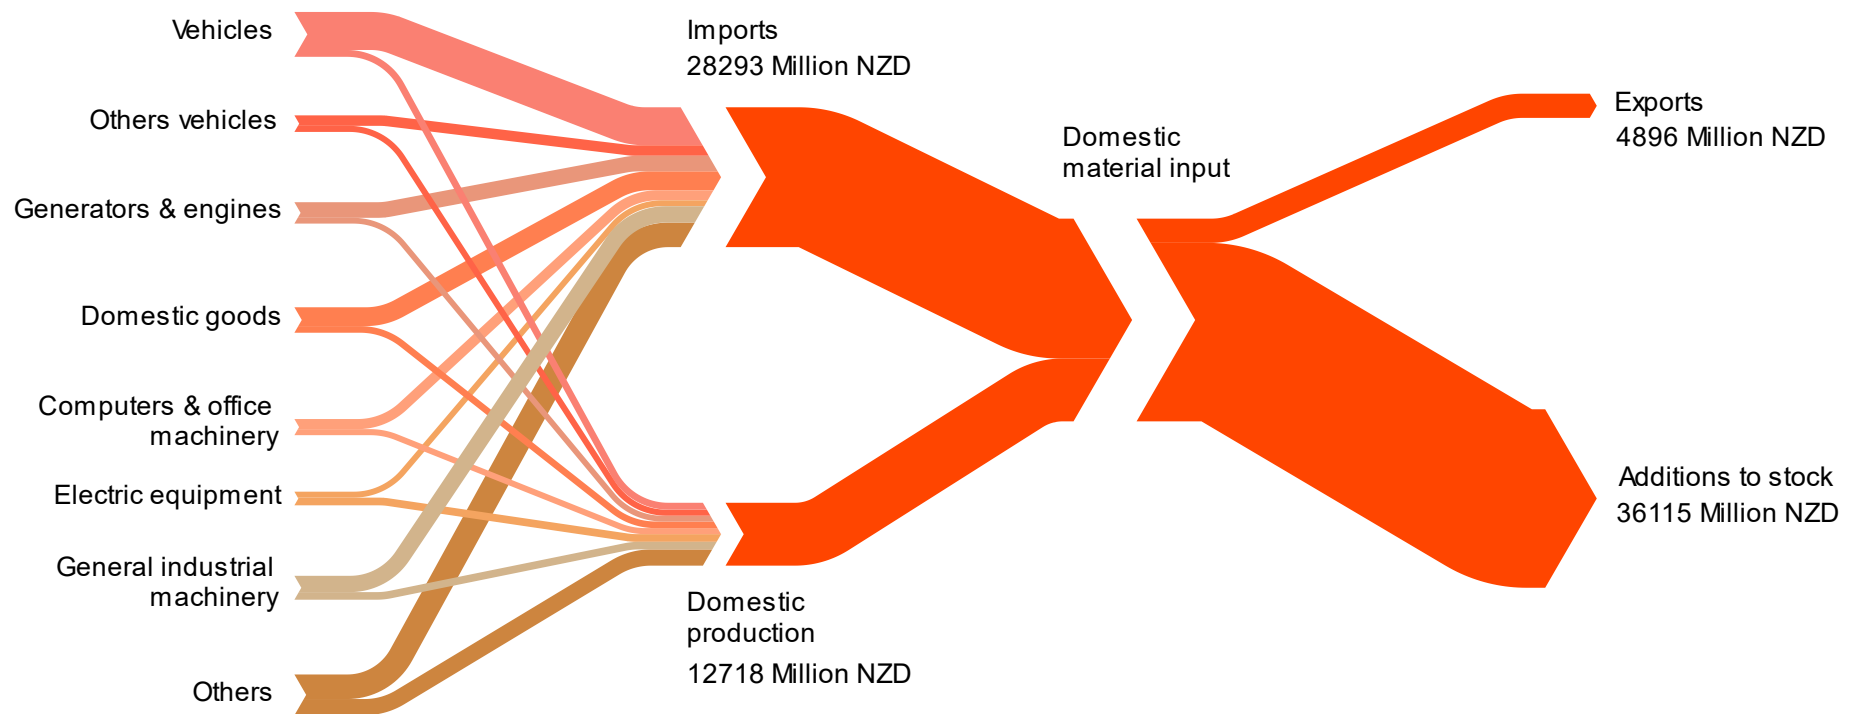 Vehicles
Others vehicles
Generators & engines
Domestic goods
Computers & office
machinery
Electric equipment
General industrial
machinery
Others
Imports
28293 Million NZD
Domestic
production
12718 Million NZD
Domestic
material input
Exports
4896 Million NZD
Additions to stock
36115 Million NZD